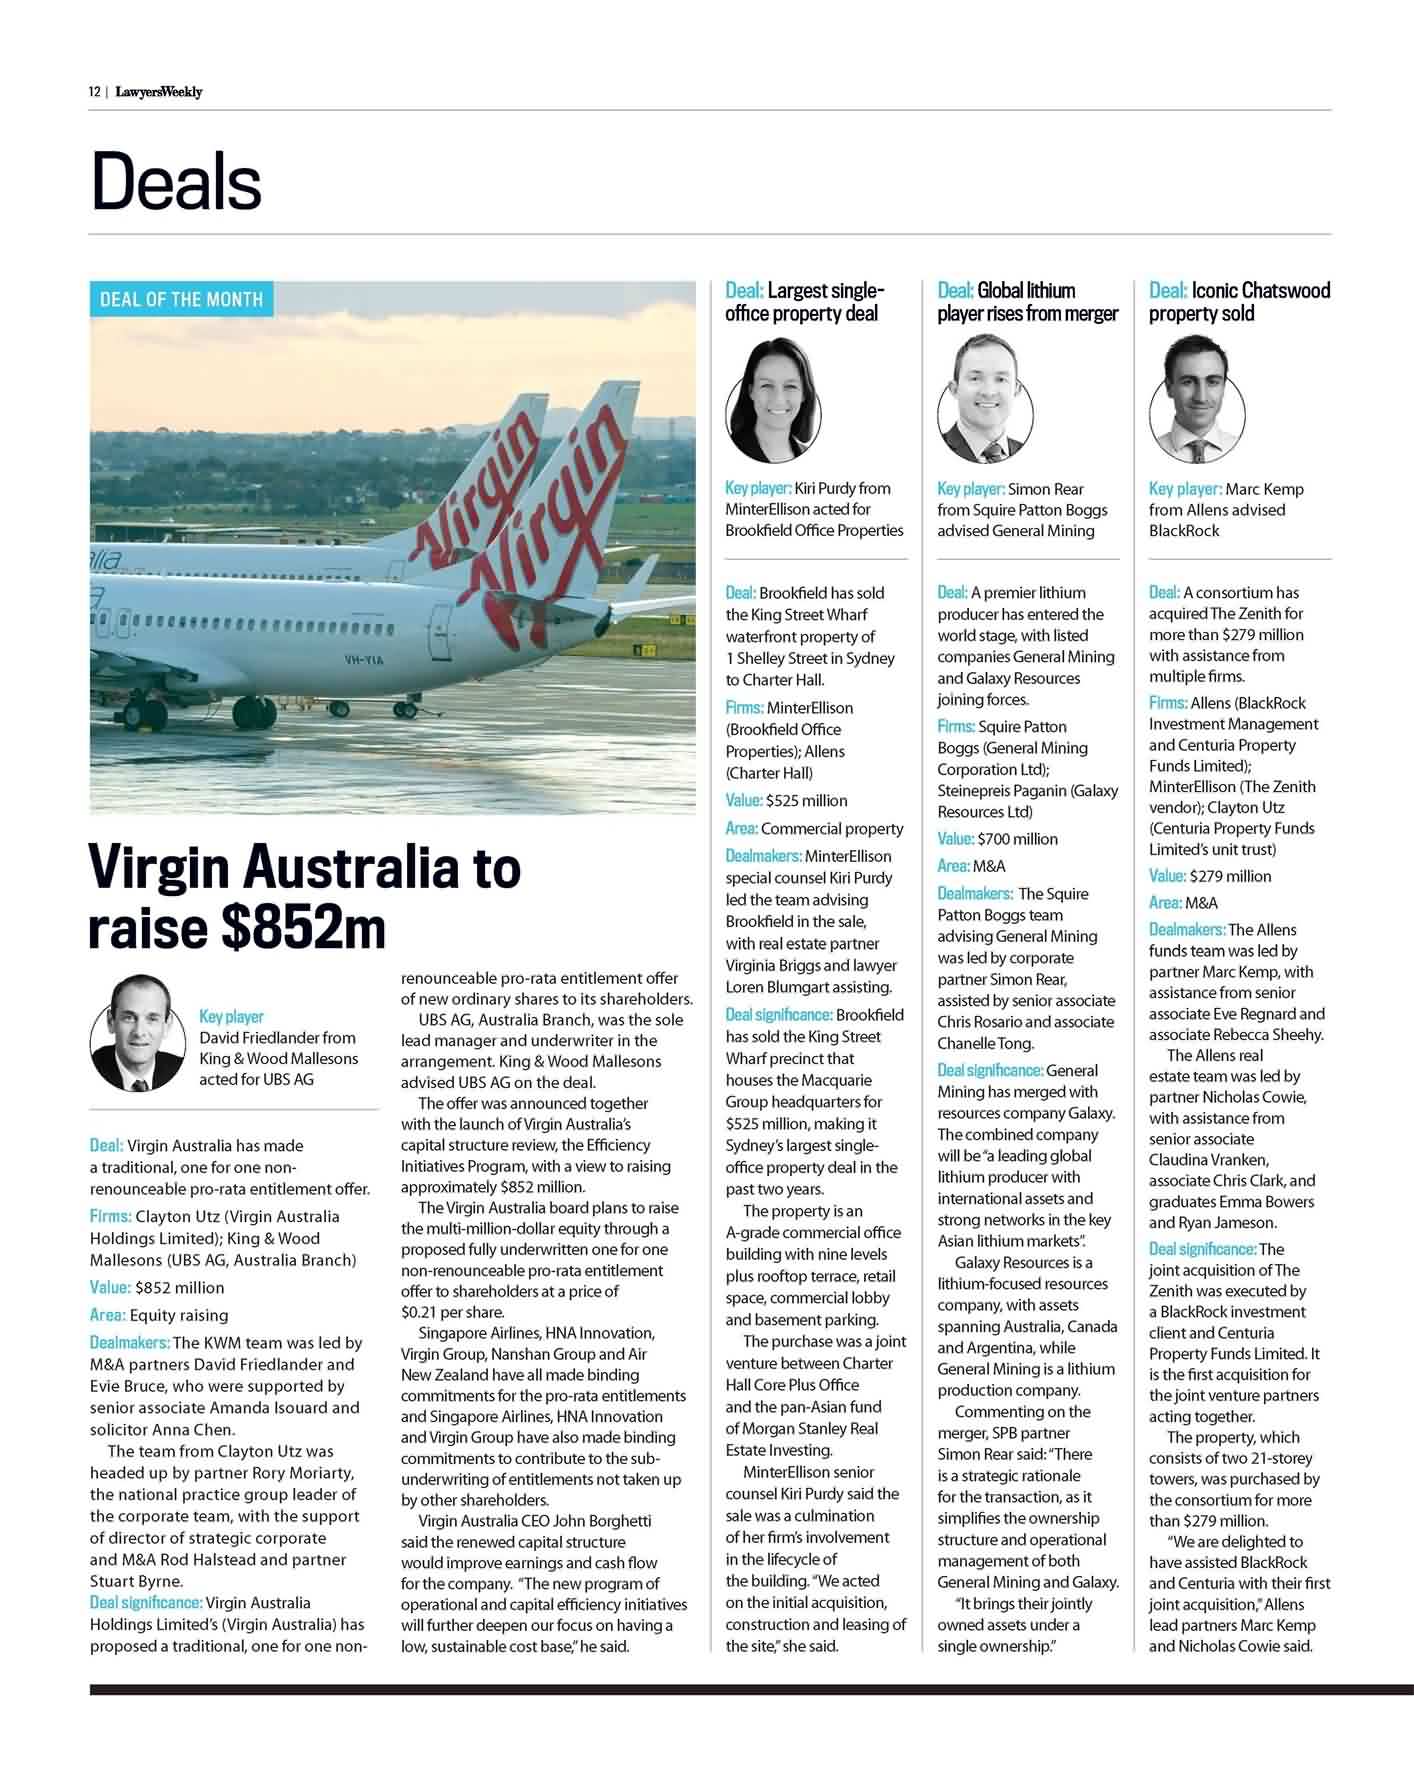 12 | LawyersWeekly
Deals
DEAL OF THE MONTH
Virgin
Virgin
alia
VH-YIA
Virgin Australia to
raise $852m
Key player
David Friedlander from
King & Wood Mallesons
acted for UBS AG
Deal: Virgin Australia has made
a traditional, one for one non-
renounceable pro-rata entitlement offer.
Firms: Clayton Utz (Virgin Australia
Holdings Limited); King & Wood
Mallesons (UBS AG, Australia Branch)
Value: $852 million
Area: Equity raising
Dealmakers: The KWM team was led by
M&A partners David Friedlander and
Evie Bruce, who were supported by
senior associate Amanda Isouard and
solicitor Anna Chen.
The team from Clayton Utz was
headed up by partner Rory Moriarty,
the national practice group leader of
the corporate team, with the support
of director of strategic corporate
and M&A Rod Halstead and partner
Stuart Byrne.
Deal significance: Virgin Australia
Holdings Limited's (Virgin Australia) has
proposed a traditional, one for one non-
renounceable pro-rata entitlement offer
of new ordinary shares to its shareholders.
UBS AG, Australia Branch, was the sole
lead manager and underwriter in the
arrangement. King & Wood Mallesons
advised UBS AG on the deal.
The offer was announced together
with the launch of Virgin Australia's
capital structure review, the Efficiency
Initiatives Program, with a view to raising
approximately $852 million.
The Virgin Australia board plans to raise
the multi-million-dollar equity through a
proposed fully underwritten one for one
non-renounceable pro-rata entitlement
offer to shareholders at a price of
$0.21 per share.
Singapore Airlines, HNA Innovation,
Virgin Group, Nanshan Group and Air
New Zealand have all made binding
commitments for the pro-rata entitlements
and Singapore Airlines, HNA Innovation
and Virgin Group have also made binding
commitments to contribute to the sub-
underwriting of entitlements not taken up
by other shareholders.
Virgin Australia CEO John Borghetti
said the renewed capital structure
would improve earnings and cash flow
for the company. "The new program of
operational and capital efficiency initiatives
will further deepen our focus on having a
low, sustainable cost base," he said.
Deal: Largest single-
office property deal
Key player: Kiri Purdy from
MinterEllison acted for
Brookfield Office Properties
Deal: Brookfield has sold
the King Street Wharf
waterfront property of
1 Shelley Street in Sydney
to Charter Hall.
Firms: MinterEllison
(Brookfield Office
Properties); Allens
(Charter Hall)
Value: $525 million
Area: Commercial property
Dealmakers: MinterEllison
special counsel Kiri Purdy
led the team advising
Brookfield in the sale,
with real estate partner
Virginia Briggs and lawyer
Loren Blumgart assisting.
Deal significance: Brookfield
has sold the King Street
Wharf precinct that
houses the Macquarie
Group headquarters for
$525 million, making it
Sydney's largest single-
office property deal in the
past two years.
The property is an
A-grade commercial office
building with nine levels
plus rooftop terrace, retail
space, commercial lobby
and basement parking.
The purchase was a joint
venture between Charter
Hall Core Plus Office
and the pan-Asian fund
of Morgan Stanley Real
Estate Investing.
MinterEllison senior
counsel Kiri Purdy said the
sale was a culmination
of her firm's involvement
in the lifecycle of
the building. "We acted
on the initial acquisition,
construction and leasing of
the site," she said.
Deal: Global lithium
player rises from merger
Key player: Simon Rear
from Squire Patton Boggs
advised General Mining
Deal: A premier lithium
producer has entered the
world stage, with listed
companies General Mining
and Galaxy Resources
joining forces.
Firms: Squire Patton
Boggs (General Mining
Corporation Ltd);
Steinepreis Paganin (Galaxy
Resources Ltd)
Value: $700 million
Area: M&A
Dealmakers: The Squire
Patton Boggs team
advising General Mining
was led by corporate
partner Simon Rear,
assisted by senior associate
Chris Rosario and associate
Chanelle Tong.
Deal significance: General
Mining has merged with
resources company Galaxy.
The combined company
will be "a leading global
lithium producer with
international assets and
strong networks in the key
Asian lithium markets".
Galaxy Resources is a
lithium-focused resources
company, with assets
spanning Australia, Canada
and Argentina, while
General Mining is a lithium
production company.
Commenting on the
merger, SPB partner
Simon Rear said: "There
is a strategic rationale
for the transaction, as it
simplifies the ownership
structure and operational
management of both
General Mining and Galaxy.
"It brings their jointly
owned assets under a
single ownership."
Deal: Iconic Chatswood
property sold
Key player: Marc Kemp
from Allens advised
BlackRock
Deal: A consortium has
acquired The Zenith for
more than $279 million
with assistance from
multiple firms.
Firms: Allens (BlackRock
Investment Management
and Centuria Property
Funds Limited);
MinterEllison (The Zenith
vendor); Clayton Utz
(Centuria Property Funds
Limited's unit trust)
Value: $279 million
Area: M&A
Dealmakers: The Allens
funds team was led by
partner Marc Kemp, with
assistance from senior
associate Eve Regnard and
associate Rebecca Sheehy.
The Allens real
estate team was led by
partner Nicholas Cowie,
with assistance from
senior associate
Claudina Vranken,
associate Chris Clark, and
graduates Emma Bowers
and Ryan Jameson.
Deal significance: The
joint acquisition of The
Zenith was executed by
a BlackRock investment
client and Centuria
Property Funds Limited. It
is the first acquisition for
the joint venture partners
acting together.
The property, which
consists of two 21-storey
towers, was purchased by
the consortium for more
than $279 million.
"We are delighted to
have assisted BlackRock
and Centuria with their first
joint acquisition," Allens
lead partners Marc Kemp
and Nicholas Cowie said.